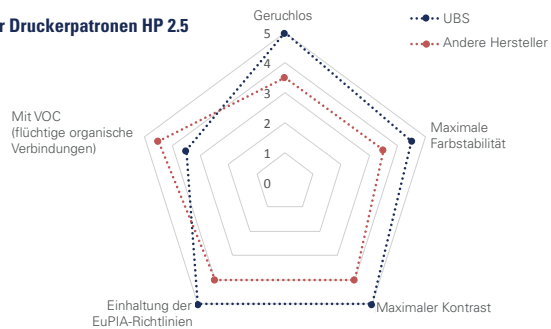 r Druckerpatronen HP 2.5
Geruchlos
UBS
Andere Hersteller
5
4
3
2
1
0
Mit VOC
(flüchtige organische
Verbindungen)
Maximale
Farbstabilität
Einhaltung der
EuPIA-Richtlinien
Maximaler Kontrast